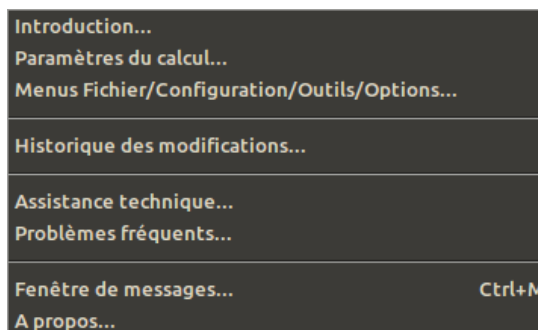 Introduction...
Paramètres du calcul...
Menus Fichier/Configuration/Outils/Options...
Historique des modifications...
Assistance technique...
Problèmes fréquents...
Fenêtre de messages... Ctrl+M
A propos...